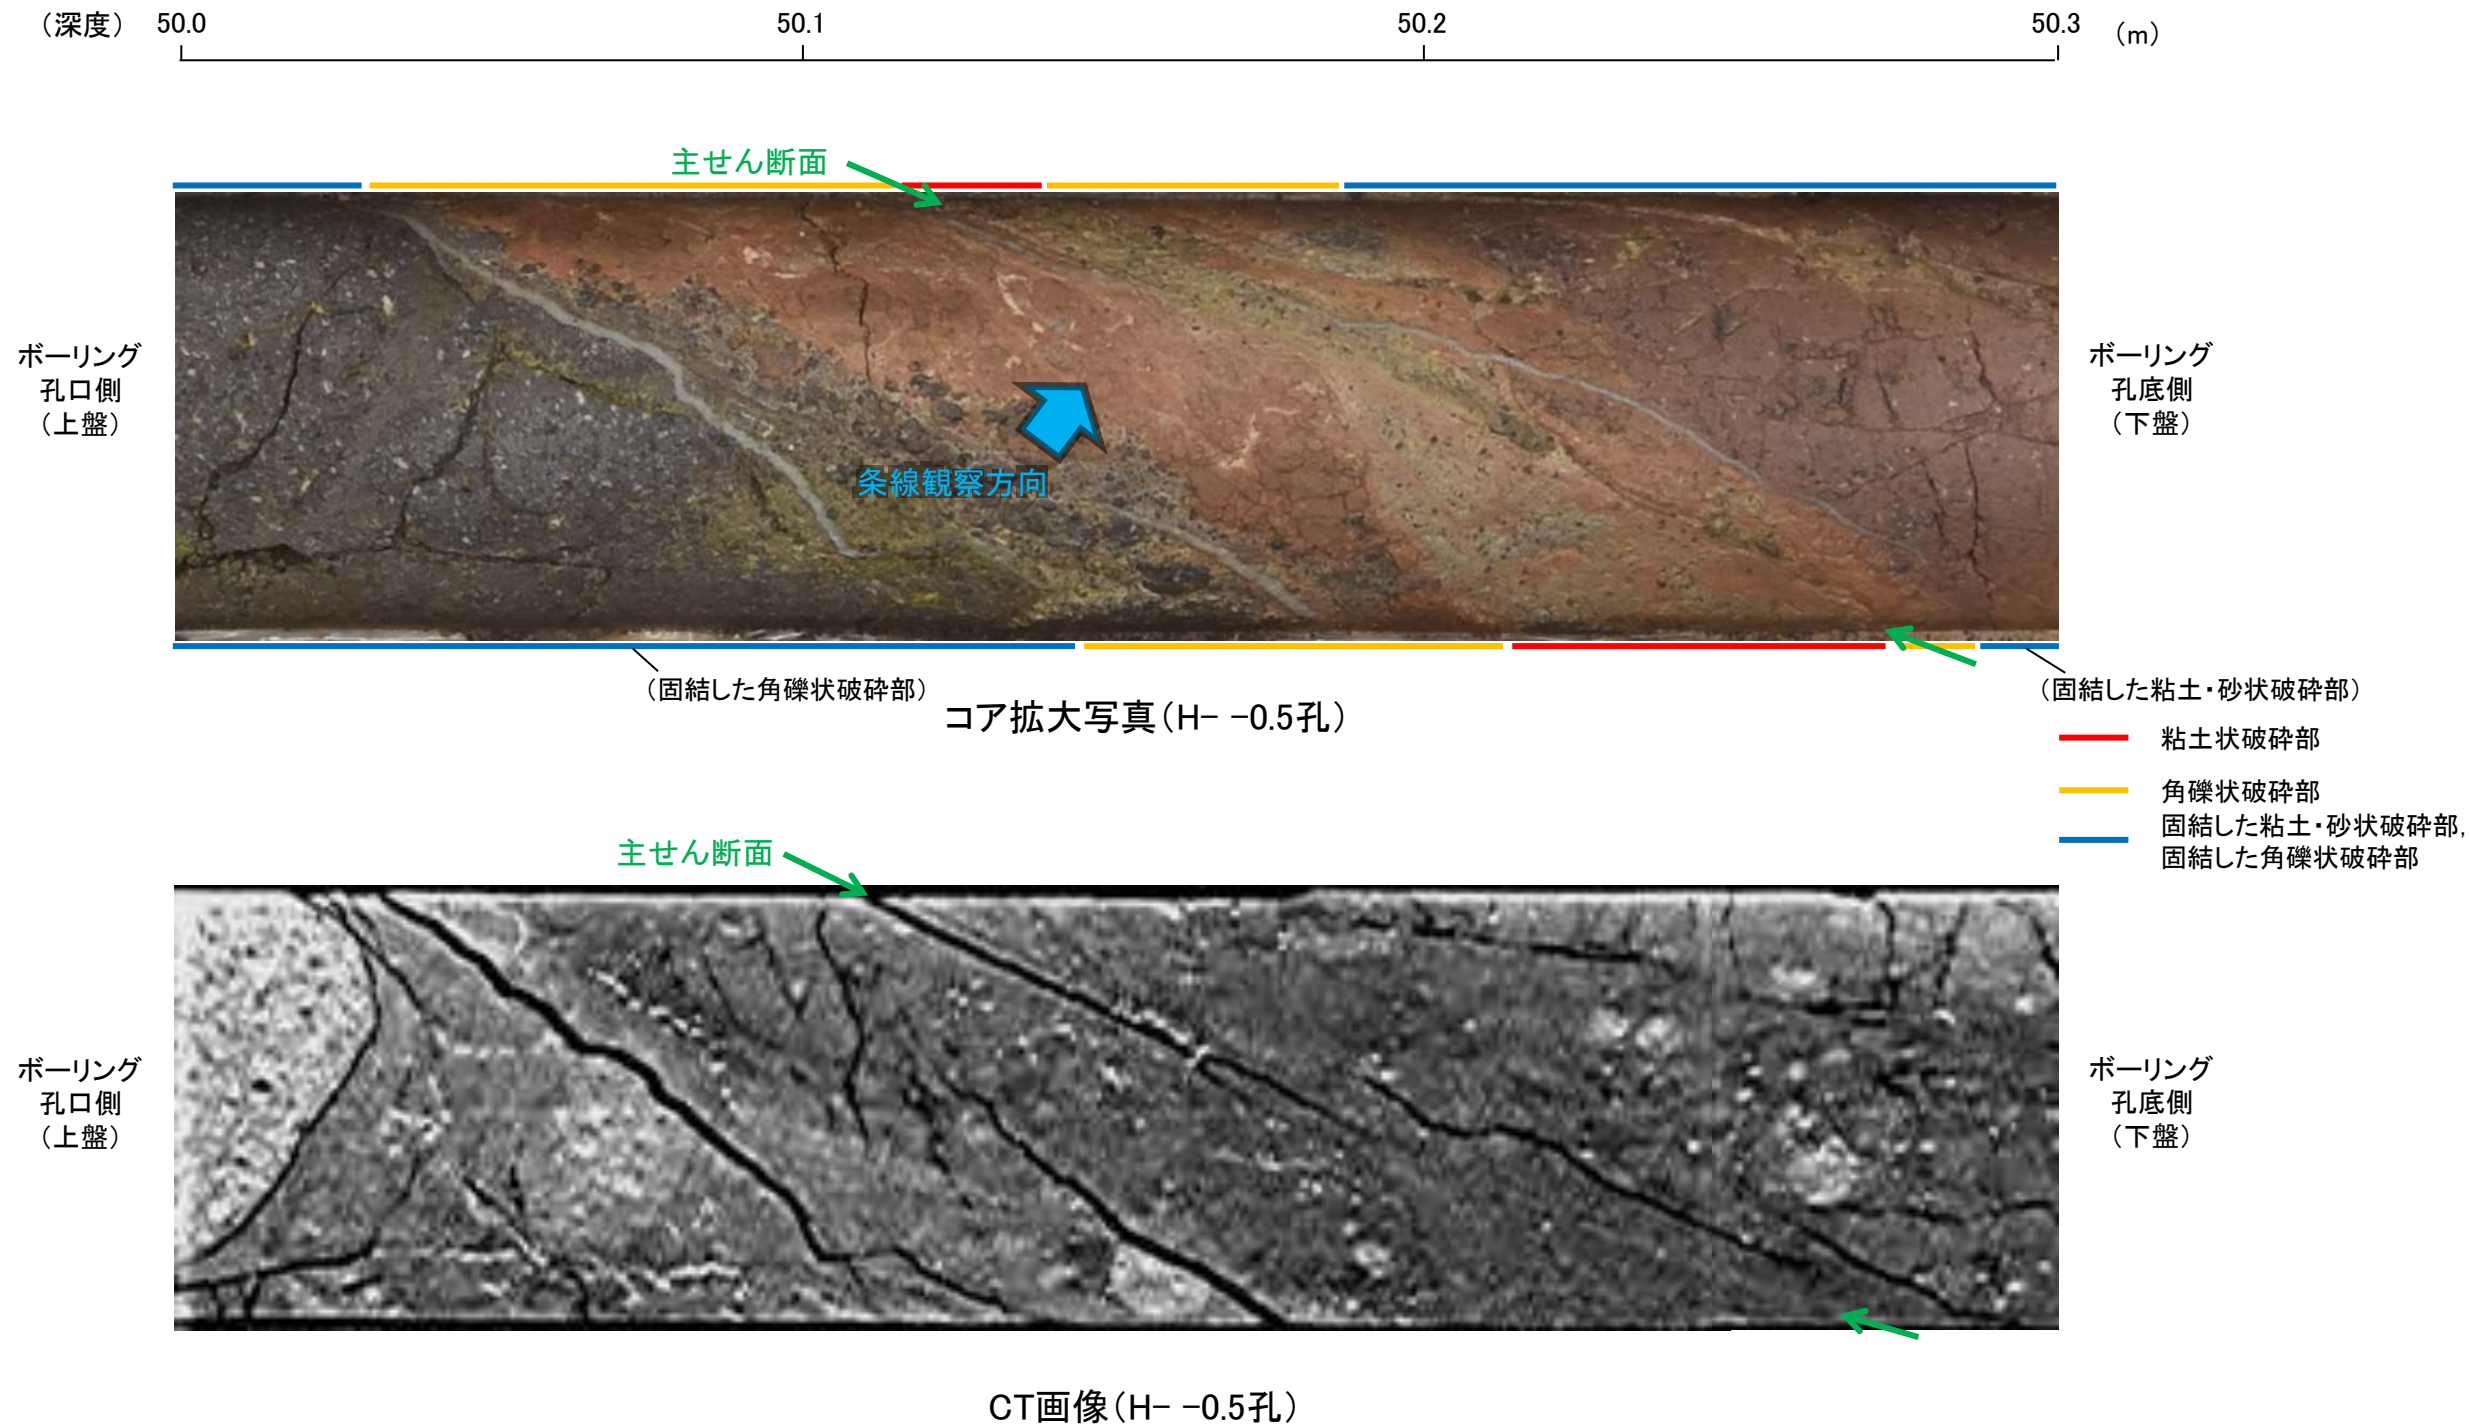 （深度） 50.0 50.1 50.2 50.3 （m）
主せん断面
ボーリング
孔口側
（上盤）
条線観察方向
ボーリング
孔底側
（下盤）
（固結した角礫状破砕部）
（固結した粘土・砂状破砕部）
コア拡大写真（H- -0.5孔）
粘土状破砕部
角礫状破砕部
固結した粘土・砂状破砕部，
固結した角礫状破砕部
主せん断面
ボーリング
孔口側
（上盤）
ボーリング
孔底側
（下盤）
CT画像（H- -0.5孔）